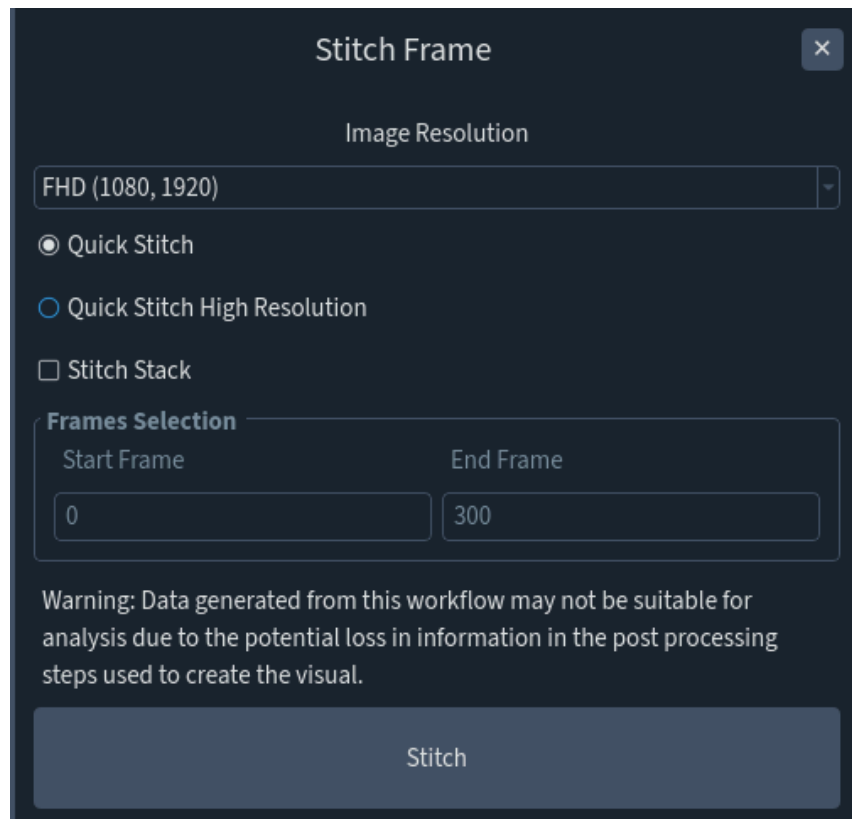 Stitch Frame
Image Resolution
FHD (1080, 1920)
Quick Stitch
Quick Stitch High Resolution
Stitch Stack
Frames Selection
Start Frame End Frame
0 300
Warning: Data generated from this workflow may not be suitable for
analysis due to the potential loss in information in the post processing
steps used to create the visual.
Stitch